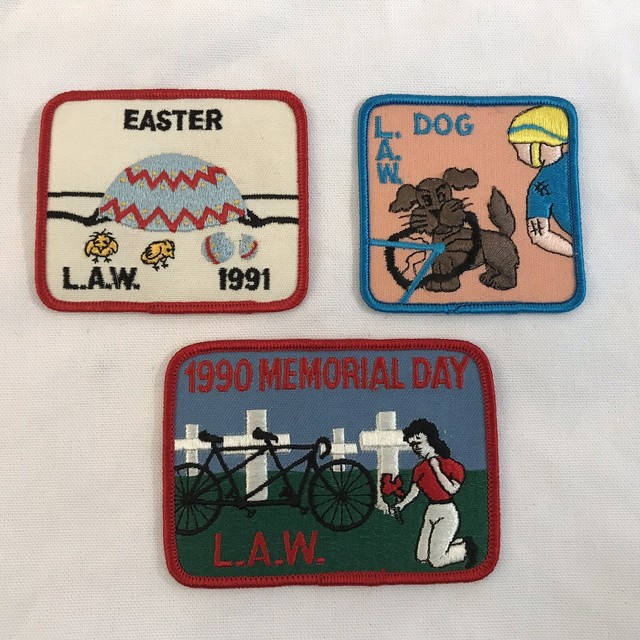 EASTER
L.A.W. 1991
L.A.W. DOG
1990 MEMORIAL DAY
L.A.W.